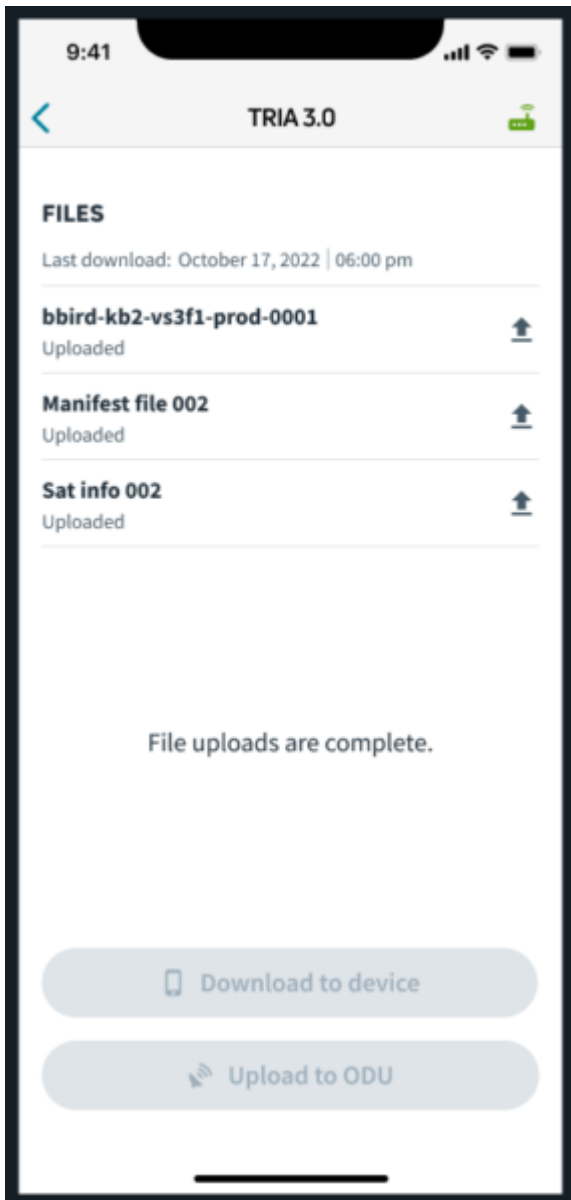 9:41
TRIA 3.0
FILES
Last download: October 17, 2022 | 06:00 pm
bbird-kb2-vs3f1-prod-0001
Uploaded
Manifest file 002
Uploaded
Sat info 002
Uploaded
File uploads are complete.
Download to device
Upload to ODU